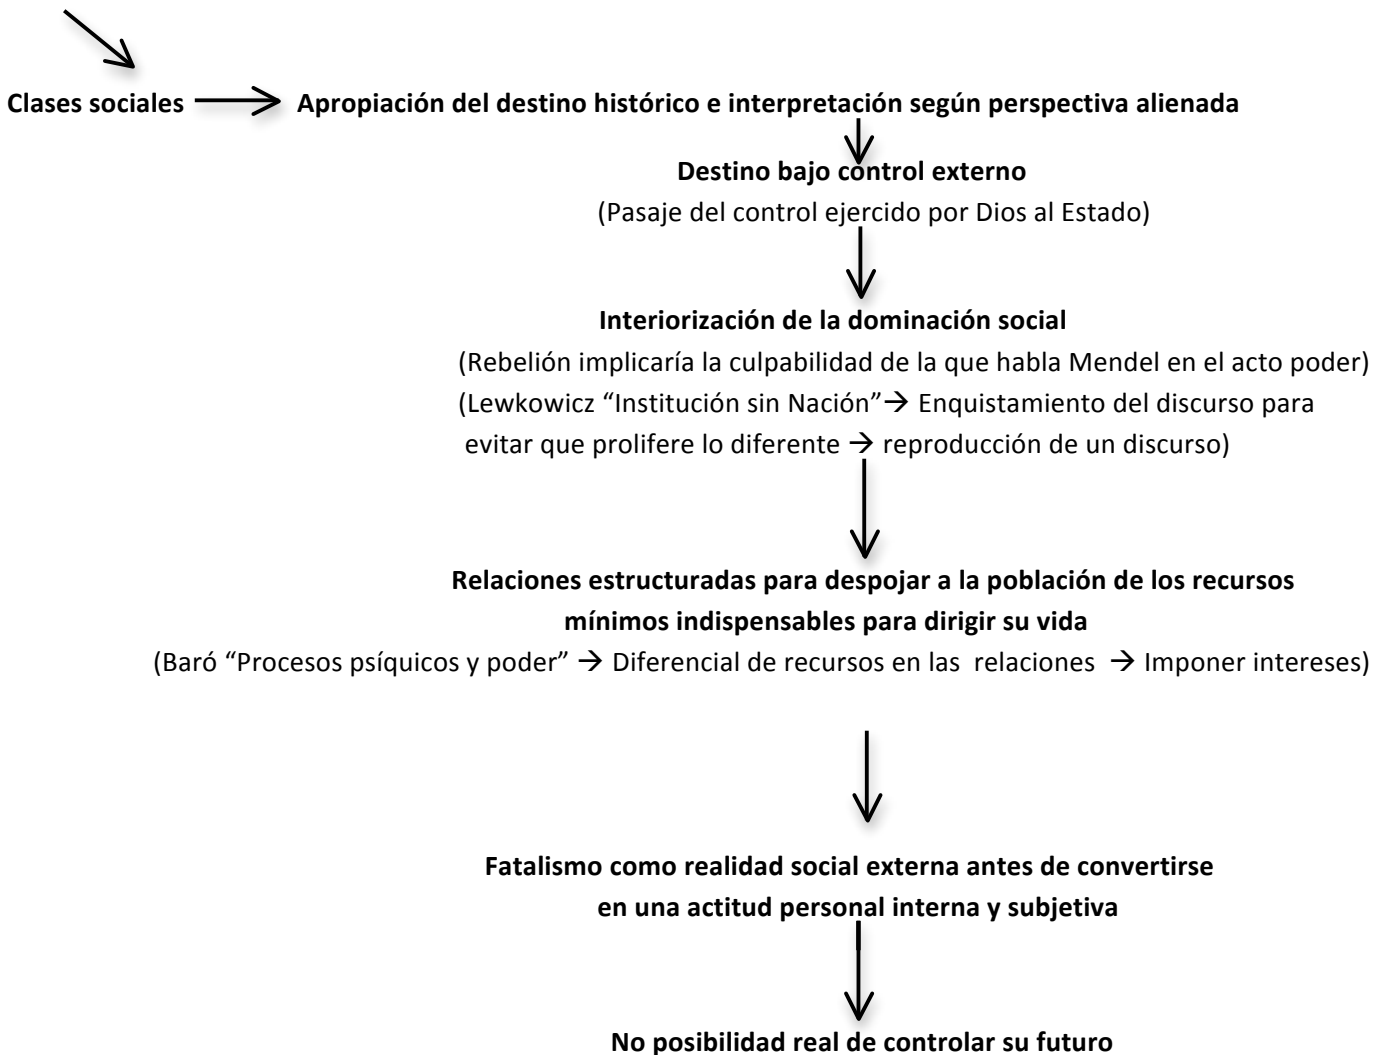 Clases sociales → Apropiación del destino histórico e interpretación según perspectiva alienada
Destino bajo control externo
(Pasaje del control ejercido por Dios al Estado)
Interiorización de la dominación social
(Rebelión implicaría la culpabilidad de la que habla Mendel en el acto poder)
(Lewkowicz “Institución sin Nación”→ Enquistamiento del discurso para
evitar que prolifere lo diferente → reproducción de un discurso)
Relaciones estructuradas para despojar a la población de los recursos
mínimos indispensables para dirigir su vida
(Baró “Procesos psíquicos y poder” → Diferencial de recursos en las relaciones → Imponer intereses)
Fatalismo como realidad social externa antes de convertirse
en una actitud personal interna y subjetiva
No posibilidad real de controlar su futuro